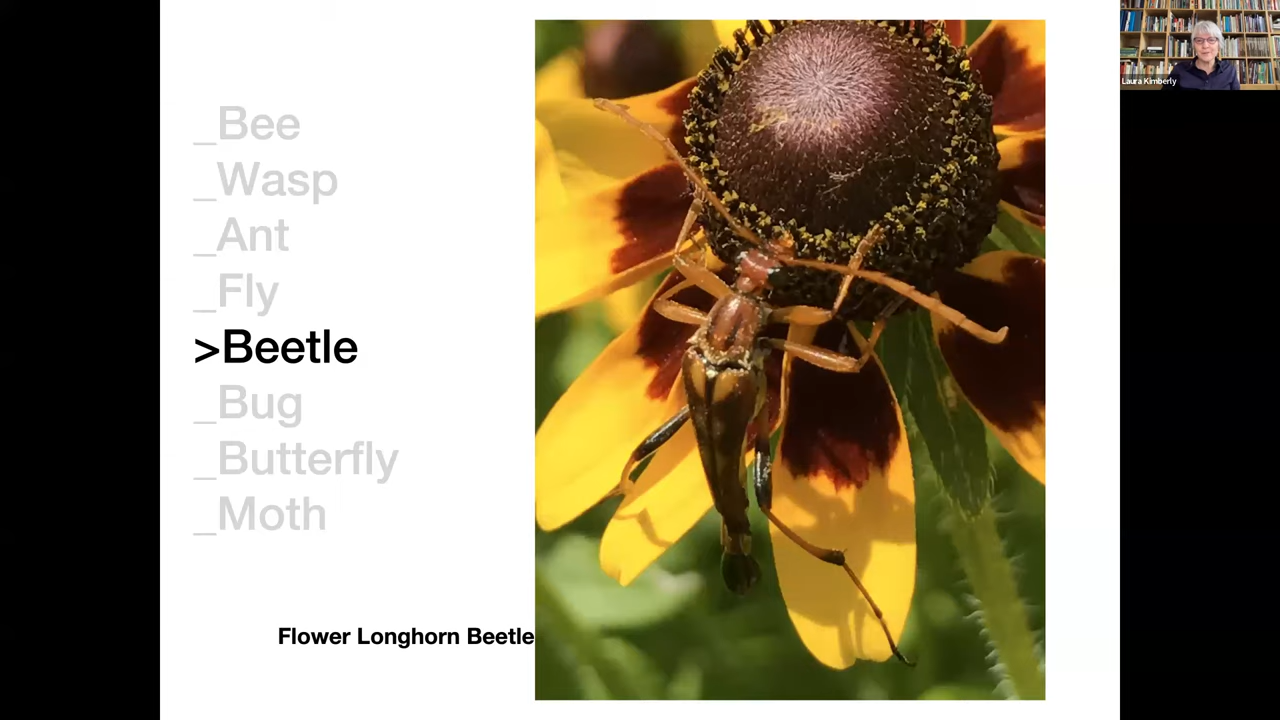 _Bee
_Wasp
_Ant
_Fly
>Beetle
_Bug
_Butterfly
_Moth
Flower Longhorn Beetle
Laura Kimberly